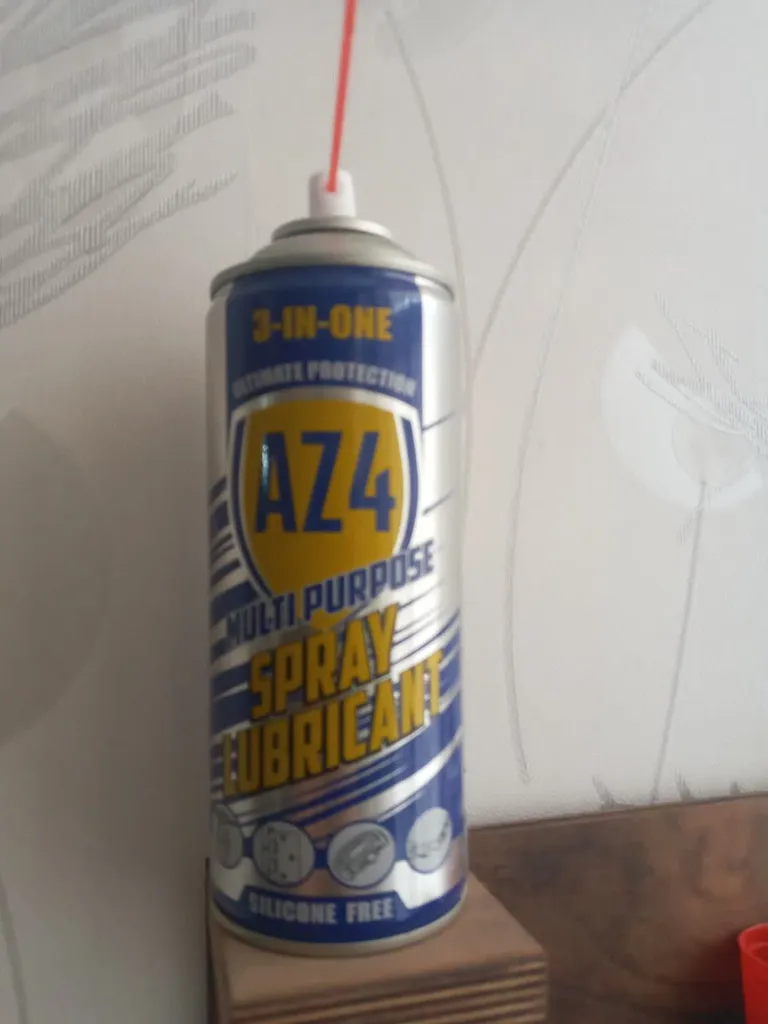 3-IN-ONE
ULTIMATE PROTECTION
AZ4
MULTI PURPOSE
SPRAY
LUBRICANT
SILICONE FREE